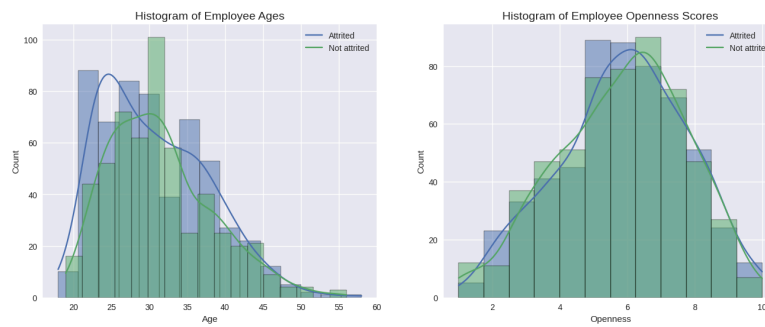 Histogram of Employee Ages
Attrited
Not attrited
Count
100
80
60
40
20
0
20
25
30
35
40
45
50
55
60
Age
Histogram of Employee Openness Scores
Attrited
Not attrited
Count
80
60
40
20
0
2
4
6
8
10
Openness